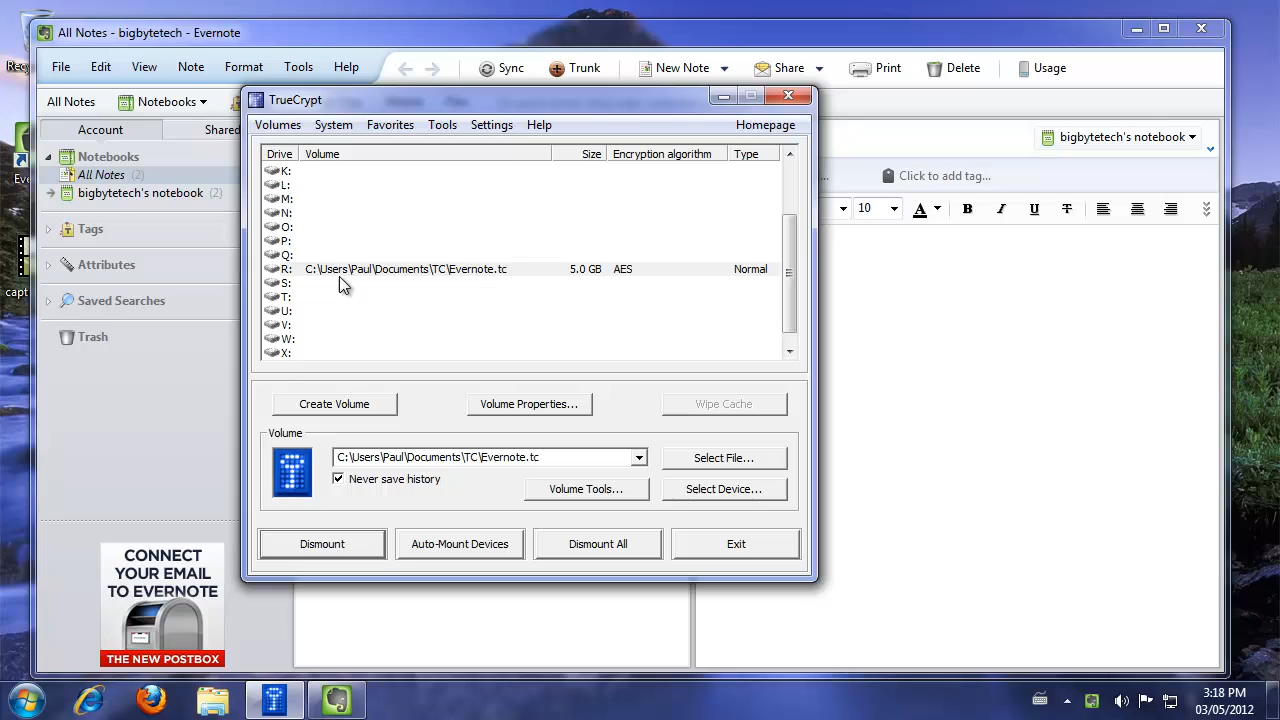 All Notes - bigbytetech - Evernote
File Edit View Note Format Tools Help Sync Trunk New Note Share Print Delete Usage
All Notes Notebooks
bigbytetech's notebook
Account Shared
Notebooks
All Notes (2)
bigbytetech's notebook (2)
Tags
Attributes
Saved Searches
Trash
... Click to add tag...
10 A B I U T
CONNECT
YOUR EMAIL
TO EVERNOTE
THE NEW POSTBOX
TrueCrypt
Volumes System Favorites Tools Settings Help Homepage
Drive Volume Size Encryption algorithm Type
K:
L:
M:
N:
O:
P:
Q:
R: C:\Users\Paul\Documents\TC\Evernote.tc 5.0 GB AES Normal
S:
T:
U:
V:
W:
X:
Create Volume Volume Properties... Wipe Cache
Volume
C:\Users\Paul\Documents\TC\Evernote.tc Select File...
Never save history
Volume Tools... Select Device...
Dismount Auto-Mount Devices Dismount All Exit
capt
3:18 PM
03/05/2012